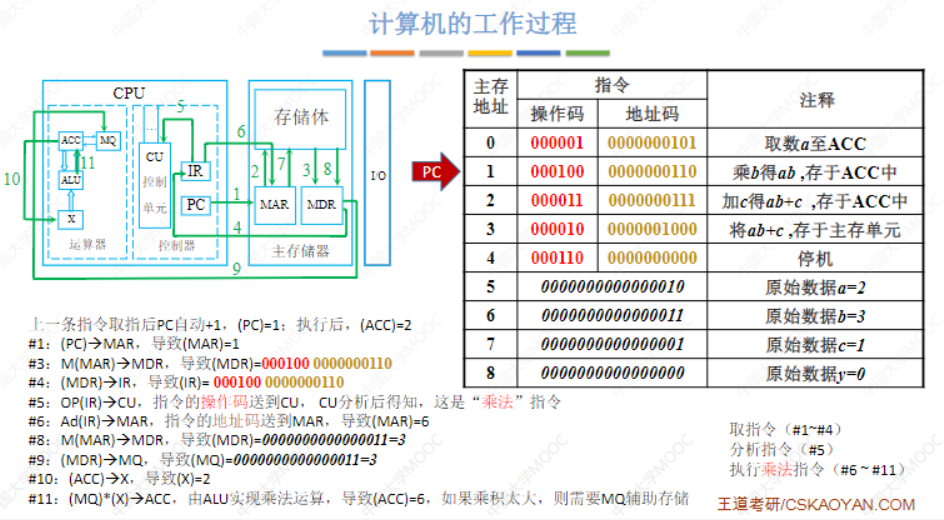 计算机的工作过程
CPU
ACC
MQ
ALU
X
运算器
CU
控制
单元
IR
PC
控制器
存储体
MAR
MDR
主存储器
I/O
1
2
3
4
5
6
7
8
9
10
11
PC
主存地址 指令 注释
操作码 地址码
0 000001 0000000101 取数a至ACC
1 000100 0000000110 乘b得ab ,存于ACC中
2 000011 0000000111 加c得ab+c ,存于ACC中
3 000010 0000001000 将ab+c ,存于主存单元
4 000110 0000000000 停机
5 0000000000000010 原始数据a=2
6 0000000000000011 原始数据b=3
7 0000000000000001 原始数据c=1
8 0000000000000000 原始数据y=0
上一条指令取指后PC自动+1，(PC)=1；执行后，(ACC)=2
#1：(PC)→MAR，导致(MAR)=1
#3：M(MAR)→MDR，导致(MDR)=000100 0000000110
#4：(MDR)→IR，导致(IR)= 000100 0000000110
#5：OP(IR)→CU，指令的操作码送到CU，CU分析后得知，这是“乘法”指令
#6：Ad(IR)→MAR，指令的地址码送到MAR，导致(MAR)=6
#8：M(MAR)→MDR，导致(MDR)=0000000000000011=3
#9：(MDR)→MQ，导致(MQ)=0000000000000011=3
#10：(ACC)→X，导致(X)=2
#11：(MQ)*(X)→ACC，由ALU实现乘法运算，导致(ACC)=6，如果乘积太大，则需要MQ辅助存储
取指令（#1~#4）
分析指令（#5）
执行乘法指令（#6 ~ #11）
王道考研/CSKAOYAN.COM